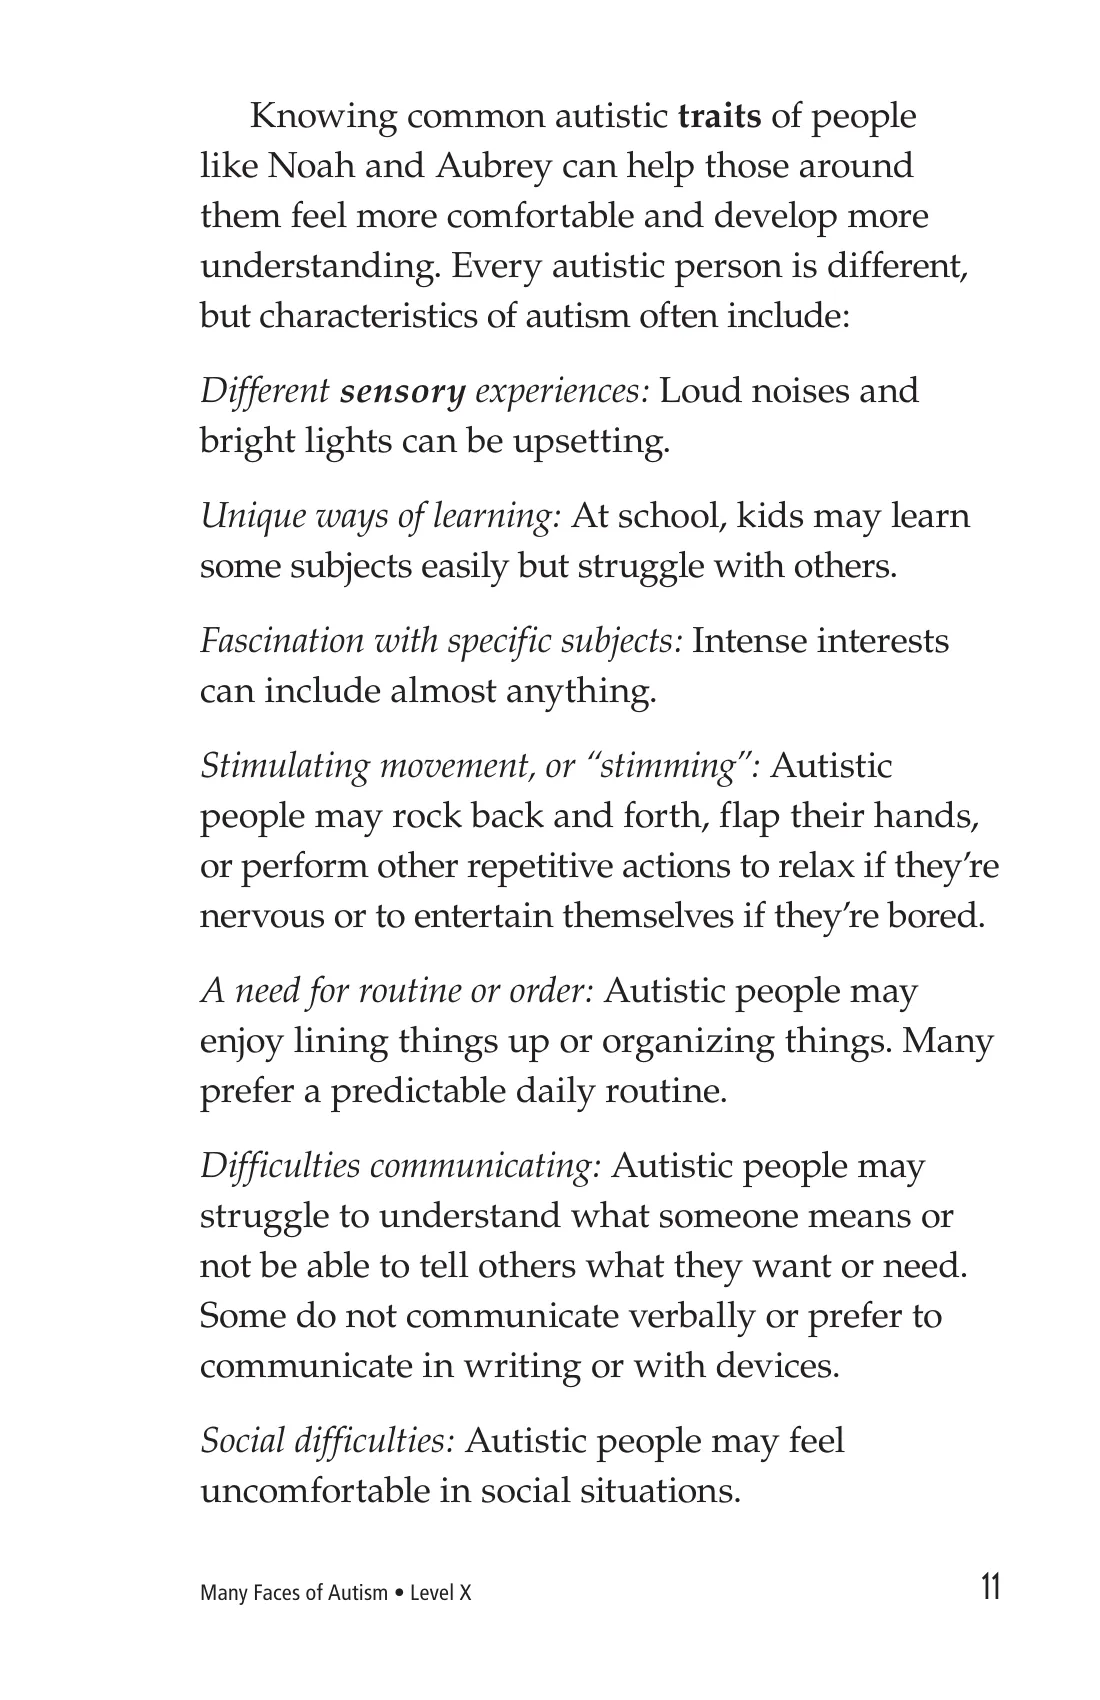 Knowing common autistic traits of people
like Noah and Aubrey can help those around
them feel more comfortable and develop more
understanding. Every autistic person is different,
but characteristics of autism often include:
Different sensory experiences: Loud noises and
bright lights can be upsetting.
Unique ways of learning: At school, kids may learn
some subjects easily but struggle with others.
Fascination with specific subjects: Intense interests
can include almost anything.
Stimulating movement, or “stimming”: Autistic
people may rock back and forth, flap their hands,
or perform other repetitive actions to relax if they’re
nervous or to entertain themselves if they’re bored.
A need for routine or order: Autistic people may
enjoy lining things up or organizing things. Many
prefer a predictable daily routine.
Difficulties communicating: Autistic people may
struggle to understand what someone means or
not be able to tell others what they want or need.
Some do not communicate verbally or prefer to
communicate in writing or with devices.
Social difficulties: Autistic people may feel
uncomfortable in social situations.
Many Faces of Autism • Level X 11